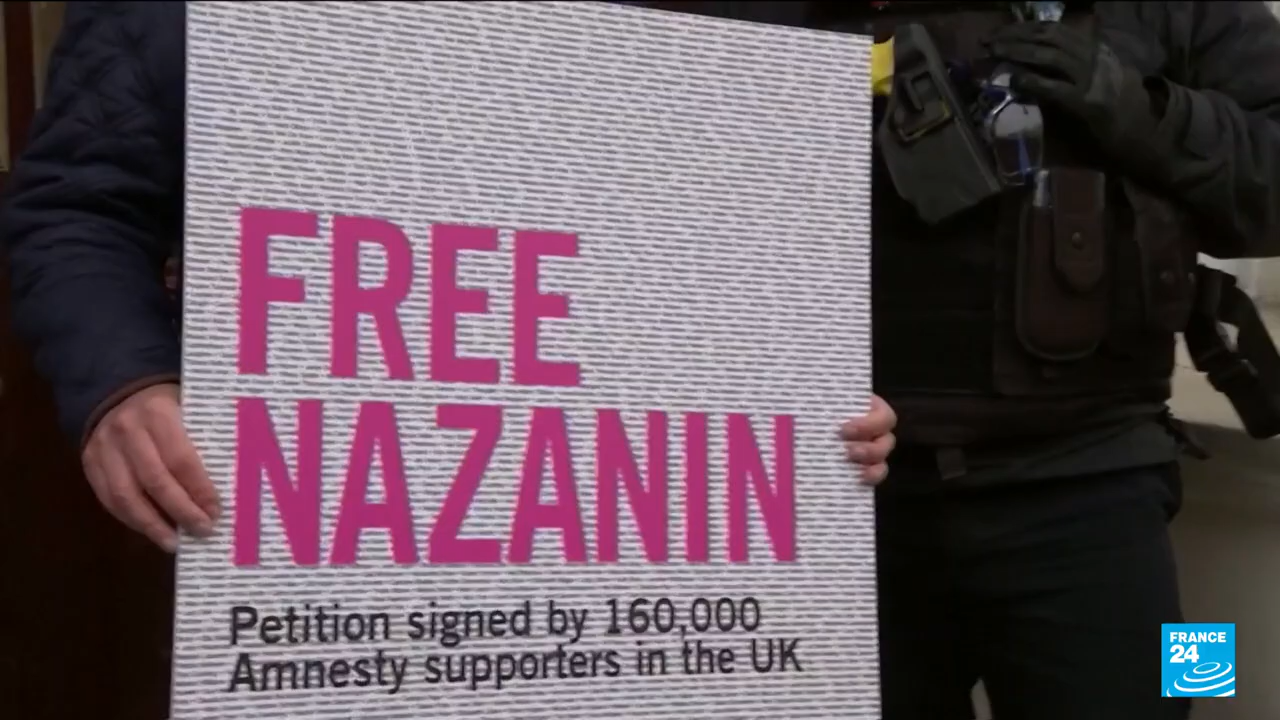 FREE
NAZANIN
Petition signed by 160,000
Amnesty supporters in the UK
FRANCE
24